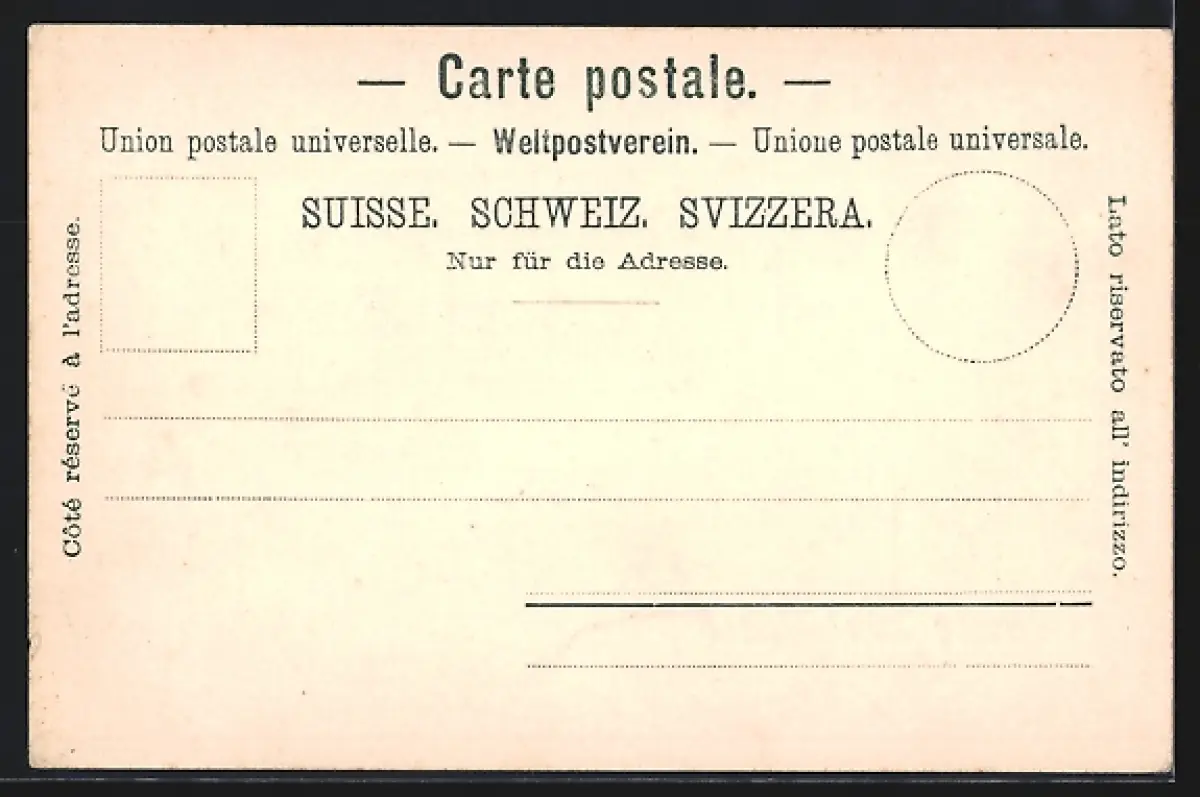 — Carte postale. —
Union postale universelle. — Weltpostverein. — Unione postale universale.
SUISSE. SCHWEIZ. SVIZZERA.
Nur für die Adresse.
Côté réservé à l'adresse.
Lato riservato all' indirizzo.